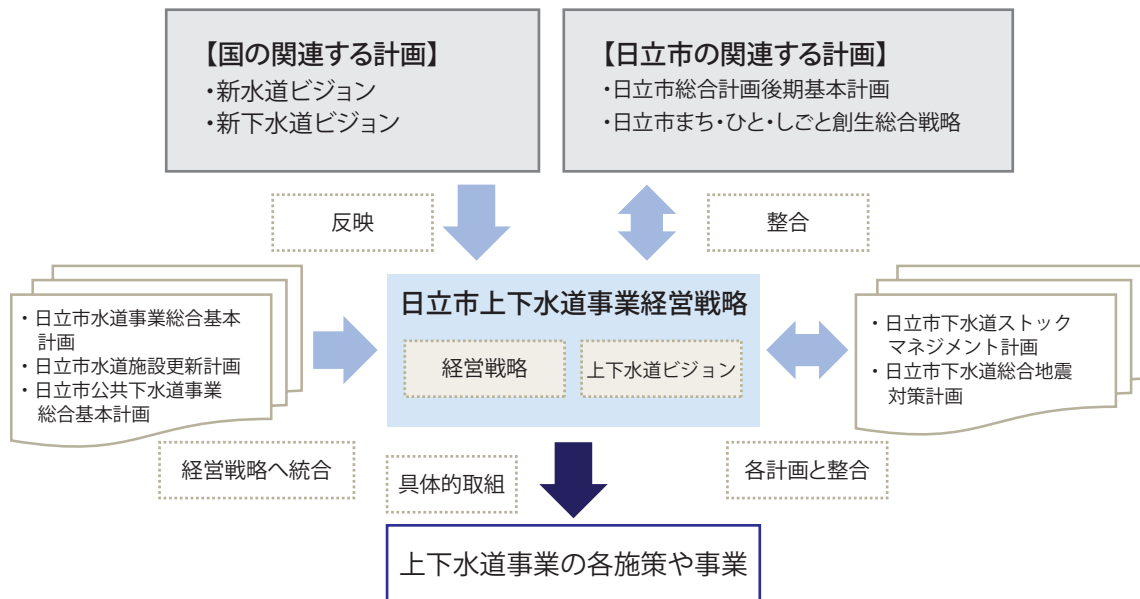 【国の関連する計画】
・新水道ビジョン
・新下水道ビジョン
【日立市の関連する計画】
・日立市総合計画後期基本計画
・日立市まち・ひと・しごと創生総合戦略
反映
整合
・日立市水道事業総合基本
計画
・日立市水道施設更新計画
・日立市公共下水道事業
総合基本計画
日立市上下水道事業経営戦略
経営戦略
上下水道ビジョン
・日立市下水道ストック
マネジメント計画
・日立市下水道総合地震
対策計画
経営戦略へ統合
具体的取組
各計画と整合
上下水道事業の各施策や事業